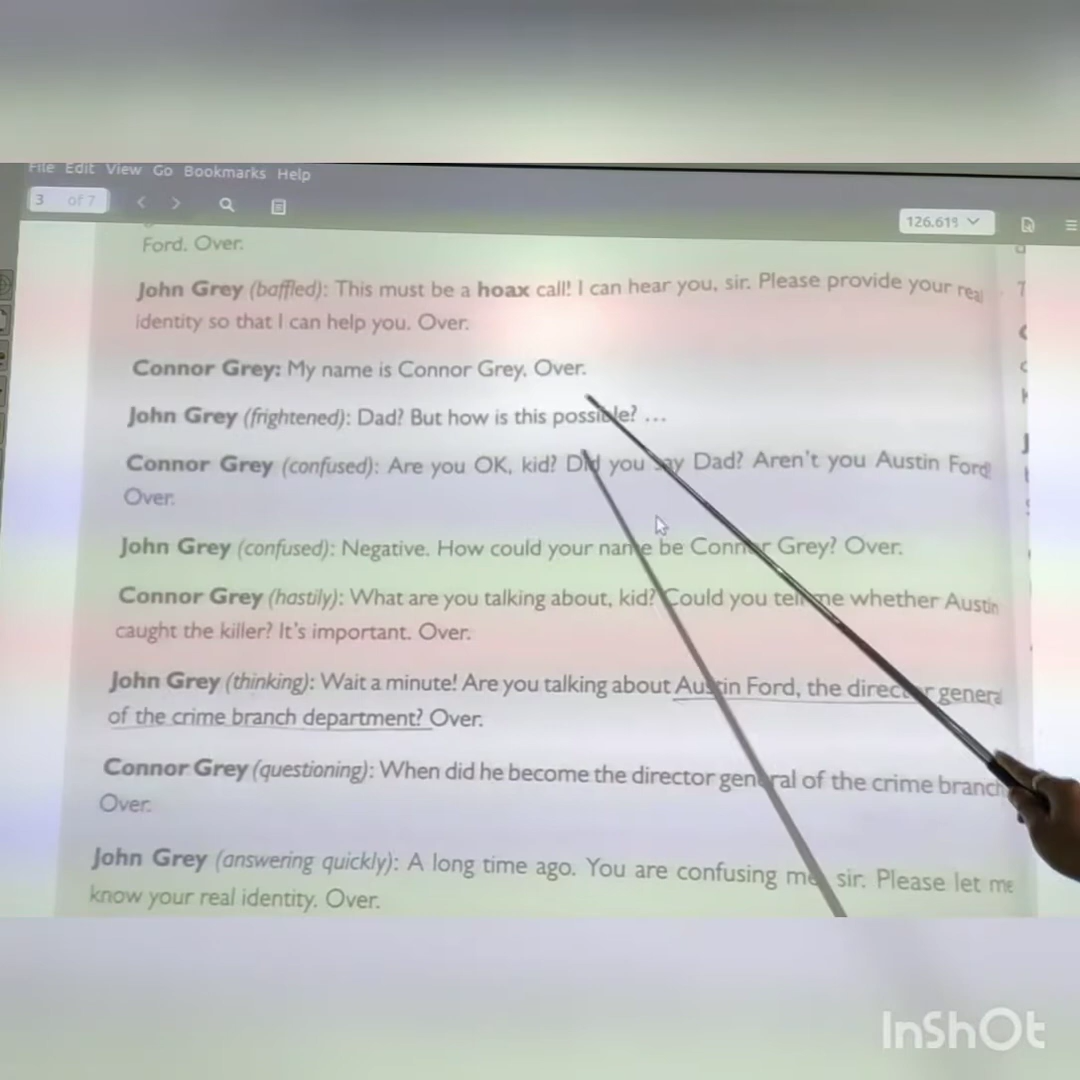 File Edit View Go Bookmarks Help
3 of 7
126.61%
Ford. Over.
John Grey (baffled): This must be a hoax call! I can hear you, sir. Please provide your real
identity so that I can help you. Over.
Connor Grey: My name is Connor Grey. Over.
John Grey (frightened): Dad? But how is this possible? ...
Connor Grey (confused): Are you OK, kid? Did you say Dad? Aren't you Austin Ford
Over.
John Grey (confused): Negative. How could your name be Connor Grey? Over.
Connor Grey (hastily): What are you talking about, kid? Could you tell me whether Austin
caught the killer? It's important. Over.
John Grey (thinking): Wait a minute! Are you talking about Austin Ford, the director genera
of the crime branch department? Over.
Connor Grey (questioning): When did he become the director general of the crime branch
Over.
John Grey (answering quickly): A long time ago. You are confusing me, sir. Please let me
know your real identity. Over.
InShOt